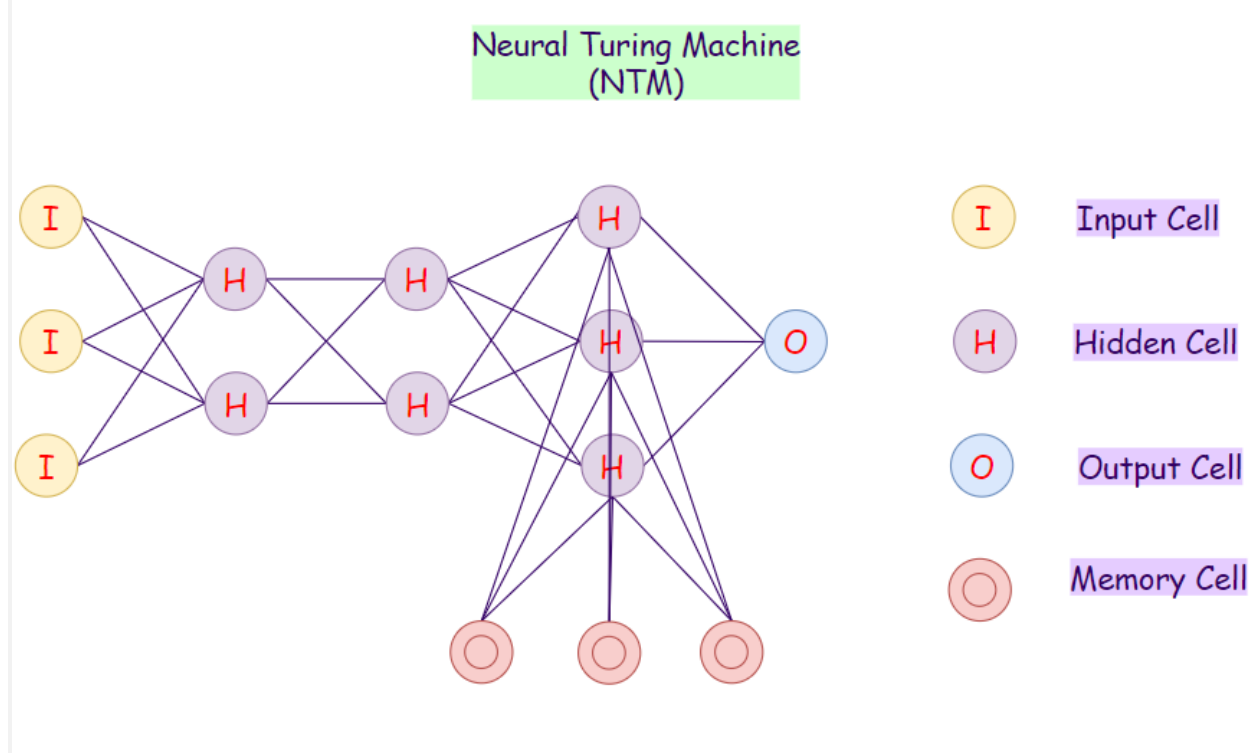 Neural Turing Machine
(NTM)
I
H
I
Input Cell
H
H
I
H
O
H
Hidden Cell
H
H
I
H
O
Output Cell
Memory Cell